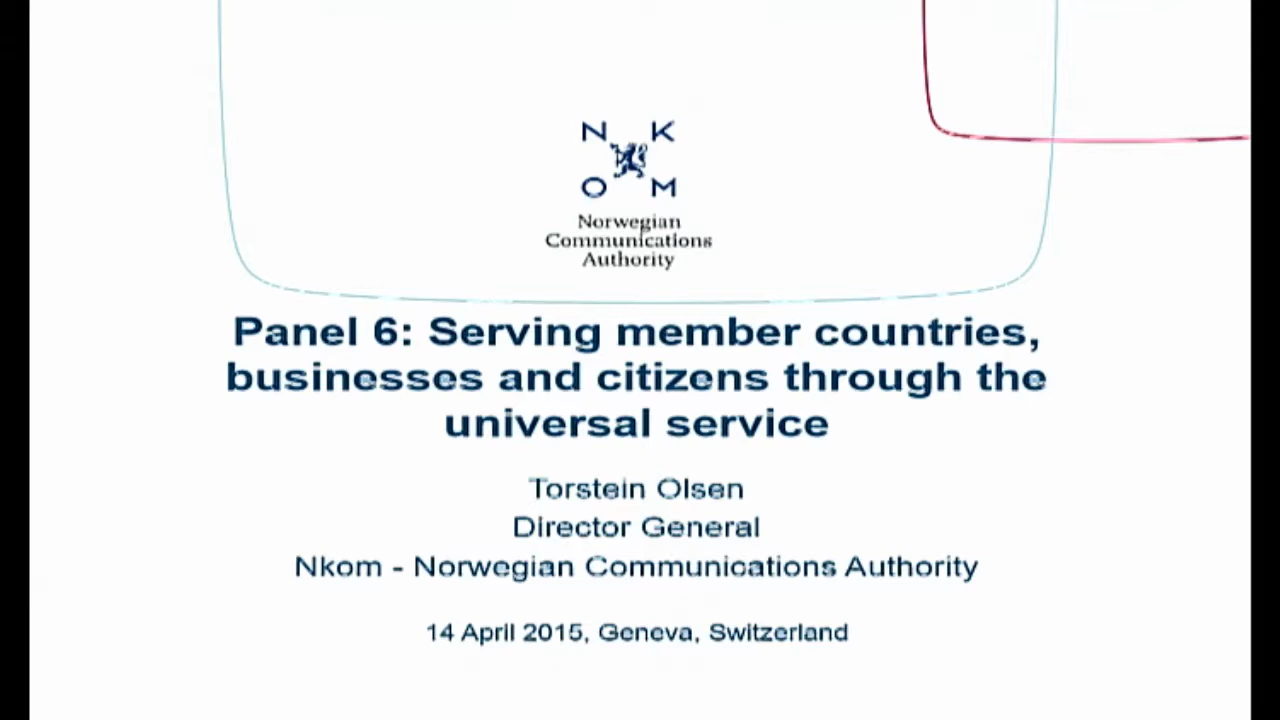 N K
O M
Norwegian
Communications
Authority
Panel 6: Serving member countries,
businesses and citizens through the
universal service
Torstein Olsen
Director General
Nkom - Norwegian Communications Authority
14 April 2015, Geneva, Switzerland